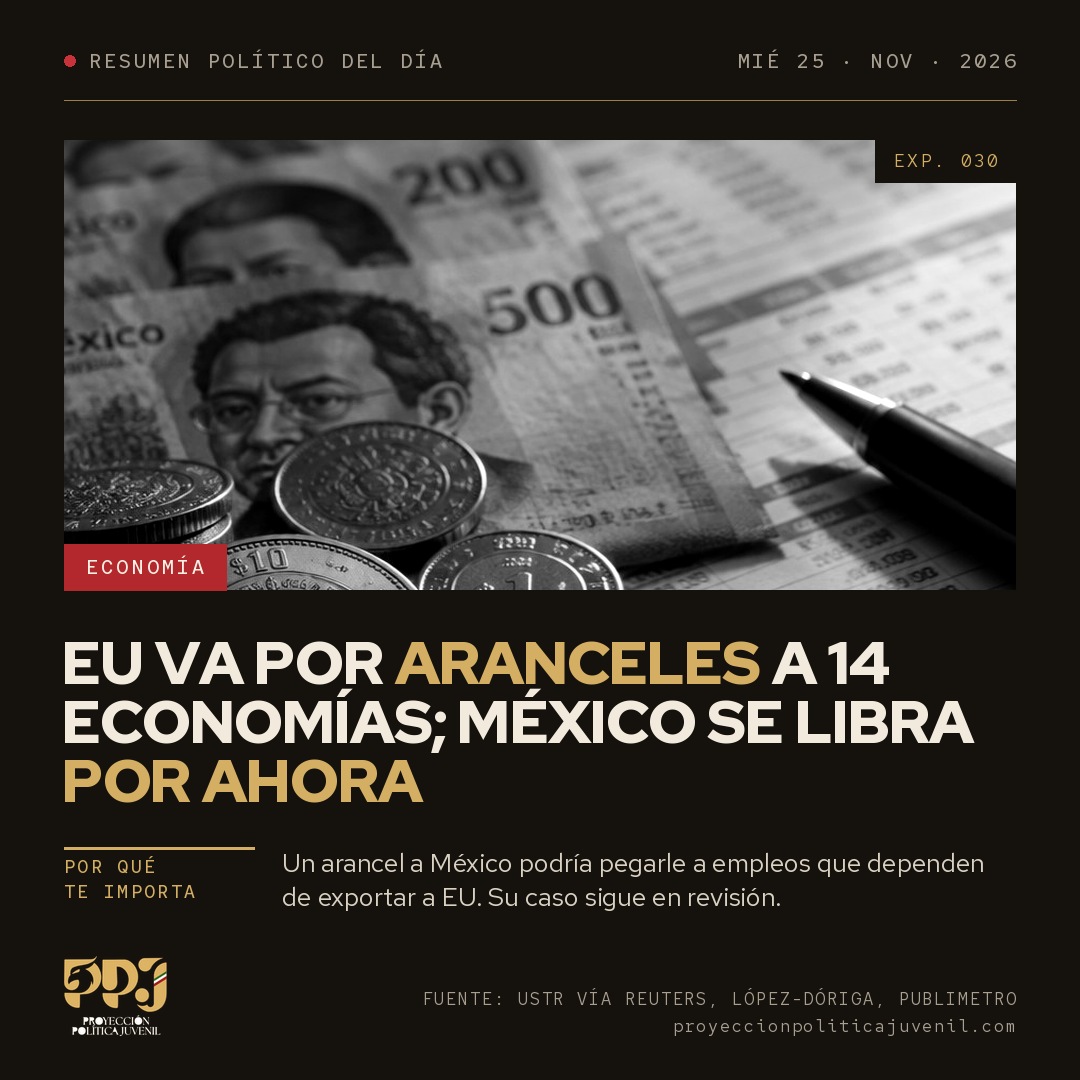 RESUMEN POLÍTICO DEL DÍA
MIÉ 25 · NOV · 2026
EXP. 030
200
xico
500
éxico
$10
ECONOMÍA
EU VA POR ARANCELES A 14
ECONOMÍAS; MÉXICO SE LIBRA
POR AHORA
POR QUÉ
TE IMPORTA
Un arancel a México podría pegarle a empleos que dependen
de exportar a EU. Su caso sigue en revisión.
PPJ
PROYECCIÓN
POLÍTICA JUVENIL
FUENTE: USTR VÍA REUTERS, LÓPEZ-DÓRIGA, PUBLIMETRO
proyeccionpoliticajuvenil.com